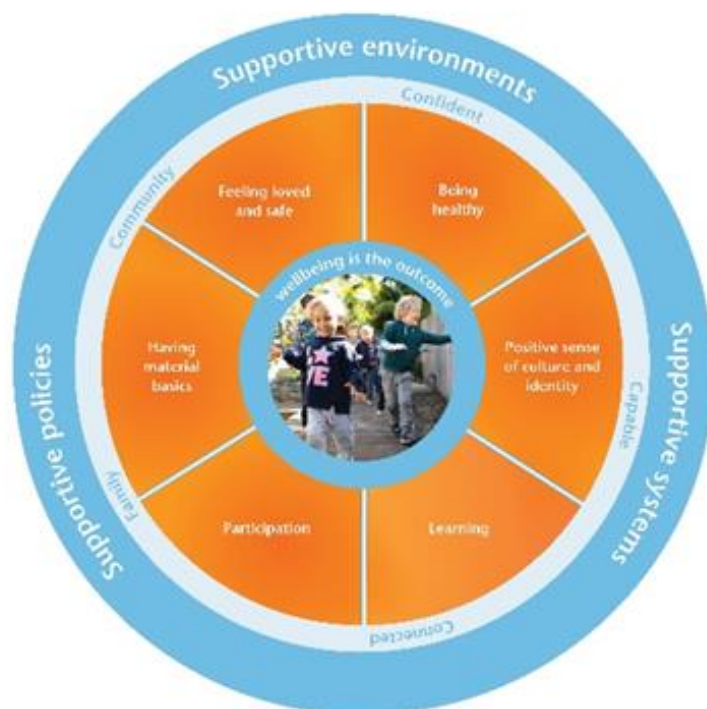 Supportive environments
Confident
Community
Feeling loved
and safe
Being
healthy
wellbeing is the outcome
Having
material
basics
Positive sense
of culture and
identity
Supportive policies
Capable
Supportive systems
Family
Participation
Learning
Connected